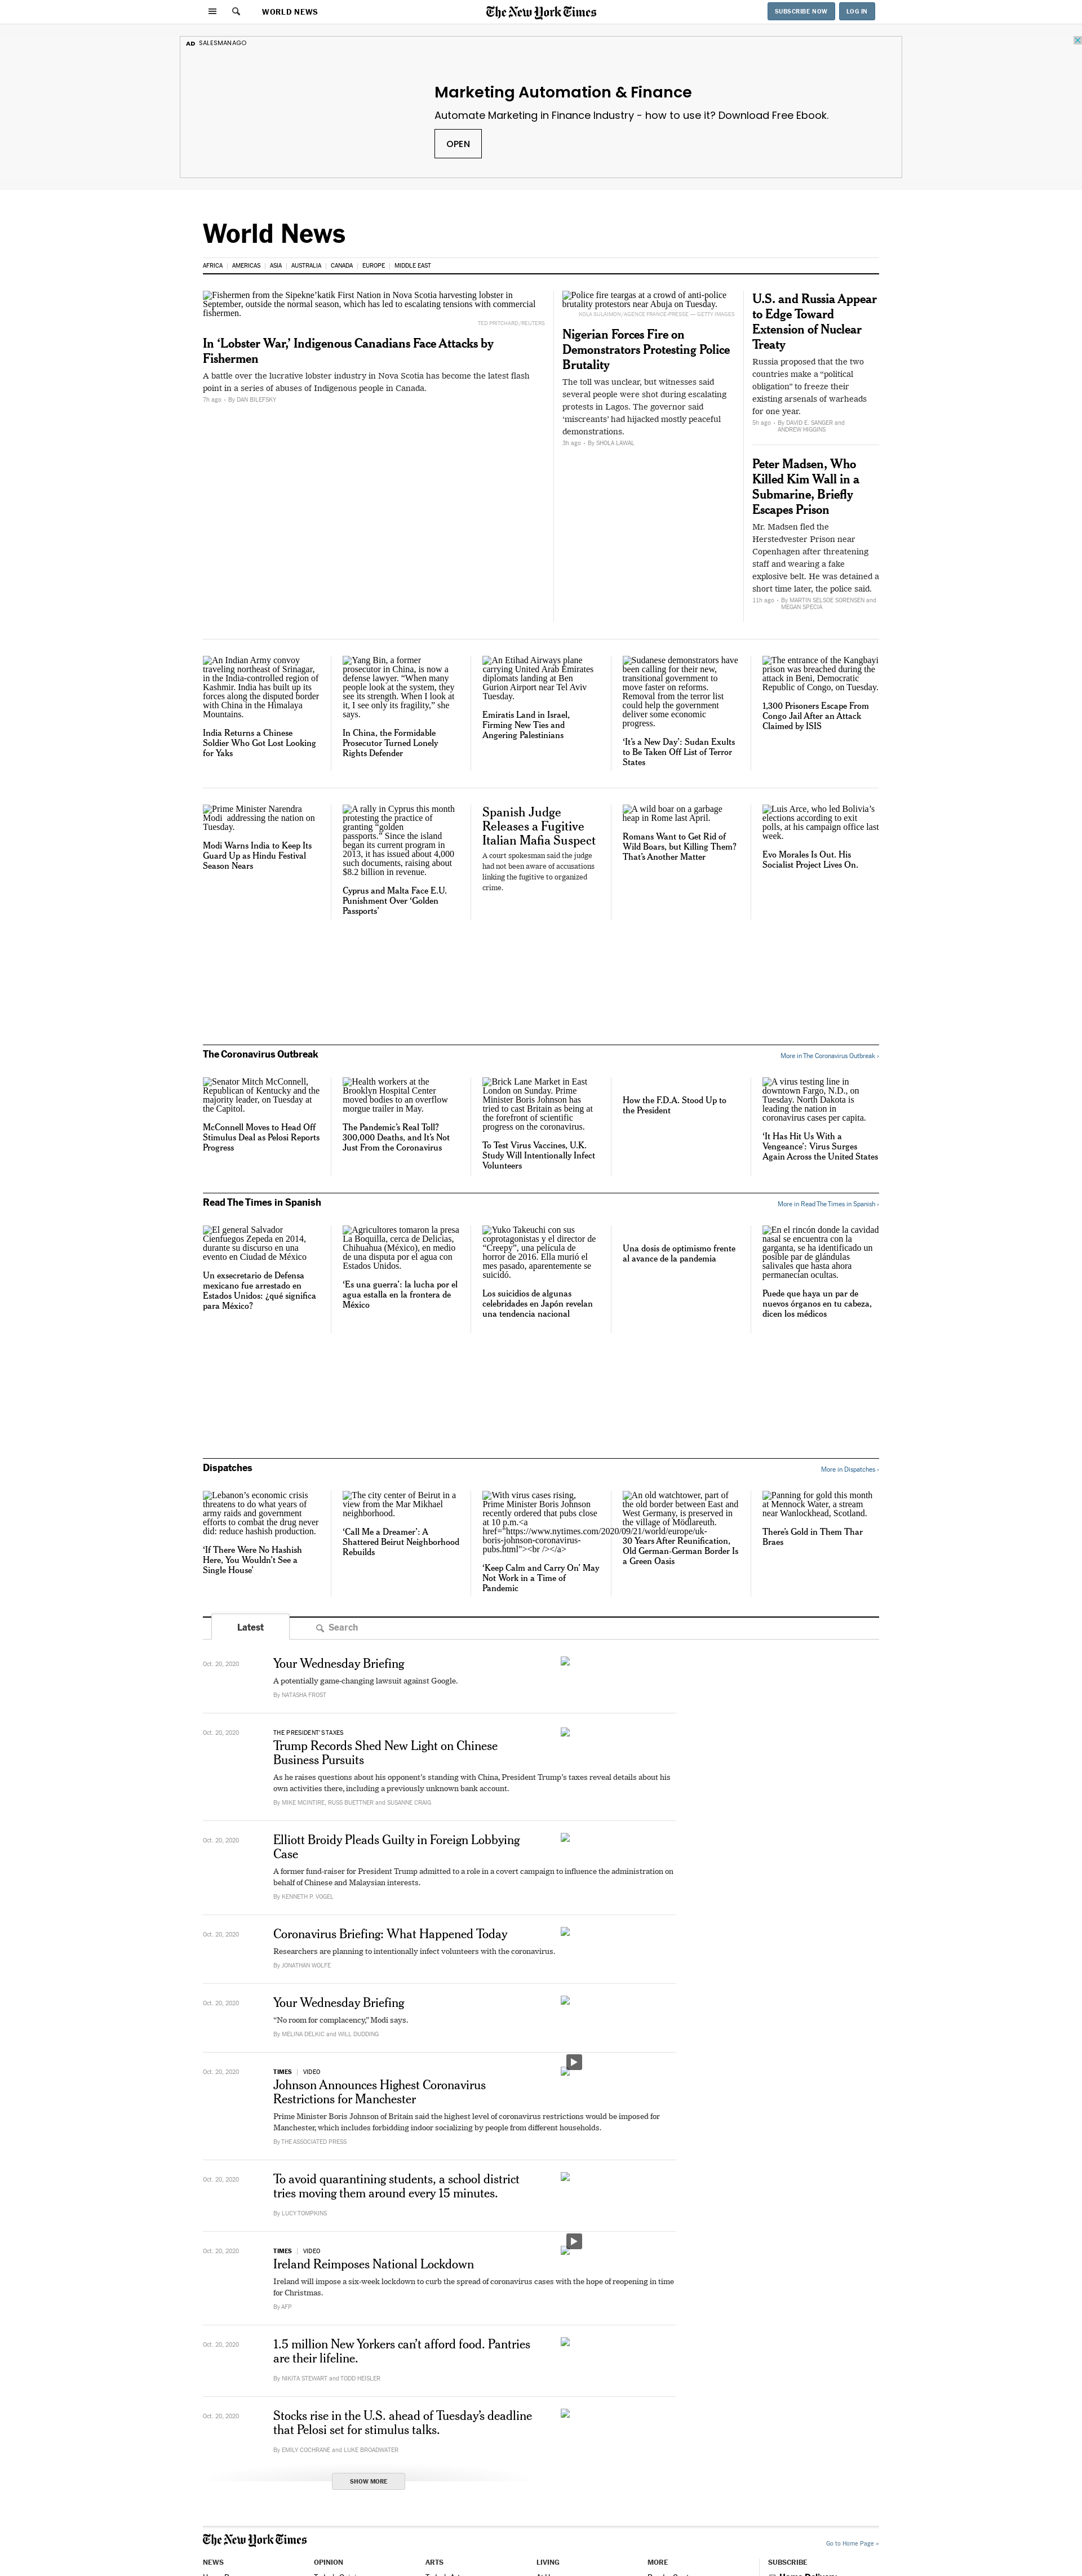 WORLD NEWS
The New York Times
SUBSCRIBE NOW
LOG IN
AD SALESMANAGO
Marketing Automation & Finance
Automate Marketing in Finance Industry - how to use it? Download Free Ebook.
OPEN
World News
AFRICA | AMERICAS | ASIA | AUSTRALIA | CANADA | EUROPE | MIDDLE EAST
Fishermen from the Sipekne’katik First Nation in Nova Scotia harvesting lobster in
September, outside the normal season, which has led to escalating tensions with commercial
fishermen.
TED PRITCHARD/REUTERS
In ‘Lobster War,’ Indigenous Canadians Face Attacks by
Fishermen
A battle over the lucrative lobster industry in Nova Scotia has become the latest flash
point in a series of abuses of Indigenous people in Canada.
7h ago • By DAN BILEFSKY
Police fire teargas at a crowd of anti-police
brutality protestors near Abuja on Tuesday.
KOLA SULAIMON/AGENCE FRANCE-PRESSE — GETTY IMAGES
Nigerian Forces Fire on
Demonstrators Protesting Police
Brutality
The toll was unclear, but witnesses said
several people were shot during escalating
protests in Lagos. The governor said
‘miscreants’ had hijacked mostly peaceful
demonstrations.
3h ago • By SHOLA LAWAL
U.S. and Russia Appear
to Edge Toward
Extension of Nuclear
Treaty
Russia proposed that the two
countries make a “political
obligation” to freeze their
existing arsenals of warheads
for one year.
5h ago • By DAVID E. SANGER and
ANDREW HIGGINS
Peter Madsen, Who
Killed Kim Wall in a
Submarine, Briefly
Escapes Prison
Mr. Madsen fled the
Herstedvester Prison near
Copenhagen after threatening
staff and wearing a fake
explosive belt. He was detained a
short time later, the police said.
11h ago • By MARTIN SELSOE SORENSEN and
MEGAN SPECIA
An Indian Army convoy
traveling northeast of Srinagar,
in the India-controlled region of
Kashmir. India has built up its
forces along the disputed border
with China in the Himalaya
Mountains.
India Returns a Chinese
Soldier Who Got Lost Looking
for Yaks
Yang Bin, a former
prosecutor in China, is now a
defense lawyer. “When many
people look at the system, they
see its strength. When I look at
it, I see only its fragility,” she
says.
In China, the Formidable
Prosecutor Turned Lonely
Rights Defender
An Etihad Airways plane
carrying United Arab Emirates
diplomats landing at Ben
Gurion Airport near Tel Aviv
Tuesday.
Emiratis Land in Israel,
Firming New Ties and
Angering Palestinians
Sudanese demonstrators have
been calling for their new,
transitional government to
move faster on reforms.
Removal from the terror list
could help the government
deliver some economic
progress.
‘It’s a New Day’: Sudan Exults
to Be Taken Off List of Terror
States
The entrance of the Kangbayi
prison was breached during the
attack in Beni, Democratic
Republic of Congo, on Tuesday.
1,300 Prisoners Escape From
Congo Jail After an Attack
Claimed by ISIS
Prime Minister Narendra
Modi addressing the nation on
Tuesday.
Modi Warns India to Keep Its
Guard Up as Hindu Festival
Season Nears
A rally in Cyprus this month
protesting the practice of
granting “golden
passports.” Since the island
began its current program in
2013, it has issued about 4,000
such documents, raising about
$8.2 billion in revenue.
Cyprus and Malta Face E.U.
Punishment Over ‘Golden
Passports’
Spanish Judge
Releases a Fugitive
Italian Mafia Suspect
A court spokesman said the judge
had not been aware of accusations
linking the fugitive to organized
crime.
A wild boar on a garbage
heap in Rome last April.
Romans Want to Get Rid of
Wild Boars, but Killing Them?
That’s Another Matter
Luis Arce, who led Bolivia’s
elections according to exit
polls, at his campaign office last
week.
Evo Morales Is Out. His
Socialist Project Lives On.
The Coronavirus Outbreak
More in The Coronavirus Outbreak ›
Senator Mitch McConnell,
Republican of Kentucky and the
majority leader, on Tuesday at
the Capitol.
McConnell Moves to Head Off
Stimulus Deal as Pelosi Reports
Progress
Health workers at the
Brooklyn Hospital Center
moved bodies to an overflow
morgue trailer in May.
The Pandemic’s Real Toll?
300,000 Deaths, and It’s Not
Just From the Coronavirus
Brick Lane Market in East
London on Sunday. Prime
Minister Boris Johnson has
tried to cast Britain as being at
the forefront of scientific
progress on the coronavirus.
To Test Virus Vaccines, U.K.
Study Will Intentionally Infect
Volunteers
How the F.D.A. Stood Up to
the President
A virus testing line in
downtown Fargo, N.D., on
Tuesday. North Dakota is
leading the nation in
coronavirus cases per capita.
‘It Has Hit Us With a
Vengeance’: Virus Surges
Again Across the United States
Read The Times in Spanish
More in Read The Times in Spanish ›
El general Salvador
Cienfuegos Zepeda en 2014,
durante su discurso en una
evento en Ciudad de México
Un exsecretario de Defensa
mexicano fue arrestado en
Estados Unidos: ¿qué significa
para México?
Agricultores tomaron la presa
La Boquilla, cerca de Delicias,
Chihuahua (México), en medio
de una disputa por el agua con
Estados Unidos.
‘Es una guerra’: la lucha por el
agua estalla en la frontera de
México
Yuko Takeuchi con sus
coprotagonistas y el director de
“Creepy”, una película de
horror de 2016. Ella murió el
mes pasado, aparentemente se
suicidó.
Los suicidios de algunas
celebridades en Japón revelan
una tendencia nacional
Una dosis de optimismo frente
al avance de la pandemia
En el rincón donde la cavidad
nasal se encuentra con la
garganta, se ha identificado un
posible par de glándulas
salivales que hasta ahora
permanecían ocultas.
Puede que haya un par de
nuevos órganos en tu cabeza,
dicen los médicos
Dispatches
More in Dispatches ›
Lebanon’s economic crisis
threatens to do what years of
army raids and government
efforts to combat the drug never
did: reduce hashish production.
‘If There Were No Hashish
Here, You Wouldn’t See a
Single House’
The city center of Beirut in a
view from the Mar Mikhael
neighborhood.
‘Call Me a Dreamer’: A
Shattered Beirut Neighborhood
Rebuilds
With virus cases rising,
Prime Minister Boris Johnson
recently ordered that pubs close
at 10 p.m.<a
href="https://www.nytimes.com/2020/09/21/world/europe/uk-
boris-johnson-coronavirus-
pubs.html"><br /></a>
‘Keep Calm and Carry On’ May
Not Work in a Time of
Pandemic
An old watchtower, part of
the old border between East and
West Germany, is preserved in
the village of Mödlareuth.
30 Years After Reunification,
Old German-German Border Is
a Green Oasis
Panning for gold this month
at Mennock Water, a stream
near Wanlockhead, Scotland.
There’s Gold in Them Thar
Braes
Latest
Search
Oct. 20, 2020
Your Wednesday Briefing
A potentially game-changing lawsuit against Google.
By NATASHA FROST
Oct. 20, 2020
THE PRESIDENT'S TAXES
Trump Records Shed New Light on Chinese
Business Pursuits
As he raises questions about his opponent’s standing with China, President Trump’s taxes reveal details about his
own activities there, including a previously unknown bank account.
By MIKE MCINTIRE, RUSS BUETTNER and SUSANNE CRAIG
Oct. 20, 2020
Elliott Broidy Pleads Guilty in Foreign Lobbying
Case
A former fund-raiser for President Trump admitted to a role in a covert campaign to influence the administration on
behalf of Chinese and Malaysian interests.
By KENNETH P. VOGEL
Oct. 20, 2020
Coronavirus Briefing: What Happened Today
Researchers are planning to intentionally infect volunteers with the coronavirus.
By JONATHAN WOLFE
Oct. 20, 2020
Your Wednesday Briefing
“No room for complacency,” Modi says.
By MELINA DELKIC and WILL DUDDING
Oct. 20, 2020
TIMES | VIDEO
Johnson Announces Highest Coronavirus
Restrictions for Manchester
Prime Minister Boris Johnson of Britain said the highest level of coronavirus restrictions would be imposed for
Manchester, which includes forbidding indoor socializing by people from different households.
By THE ASSOCIATED PRESS
Oct. 20, 2020
To avoid quarantining students, a school district
tries moving them around every 15 minutes.
By LUCY TOMPKINS
Oct. 20, 2020
TIMES | VIDEO
Ireland Reimposes National Lockdown
Ireland will impose a six-week lockdown to curb the spread of coronavirus cases with the hope of reopening in time
for Christmas.
By AFP
Oct. 20, 2020
1.5 million New Yorkers can’t afford food. Pantries
are their lifeline.
By NIKITA STEWART and TODD HEISLER
Oct. 20, 2020
Stocks rise in the U.S. ahead of Tuesday’s deadline
that Pelosi set for stimulus talks.
By EMILY COCHRANE and LUKE BROADWATER
SHOW MORE
The New York Times
Go to Home Page »
NEWS
OPINION
ARTS
LIVING
MORE
SUBSCRIBE